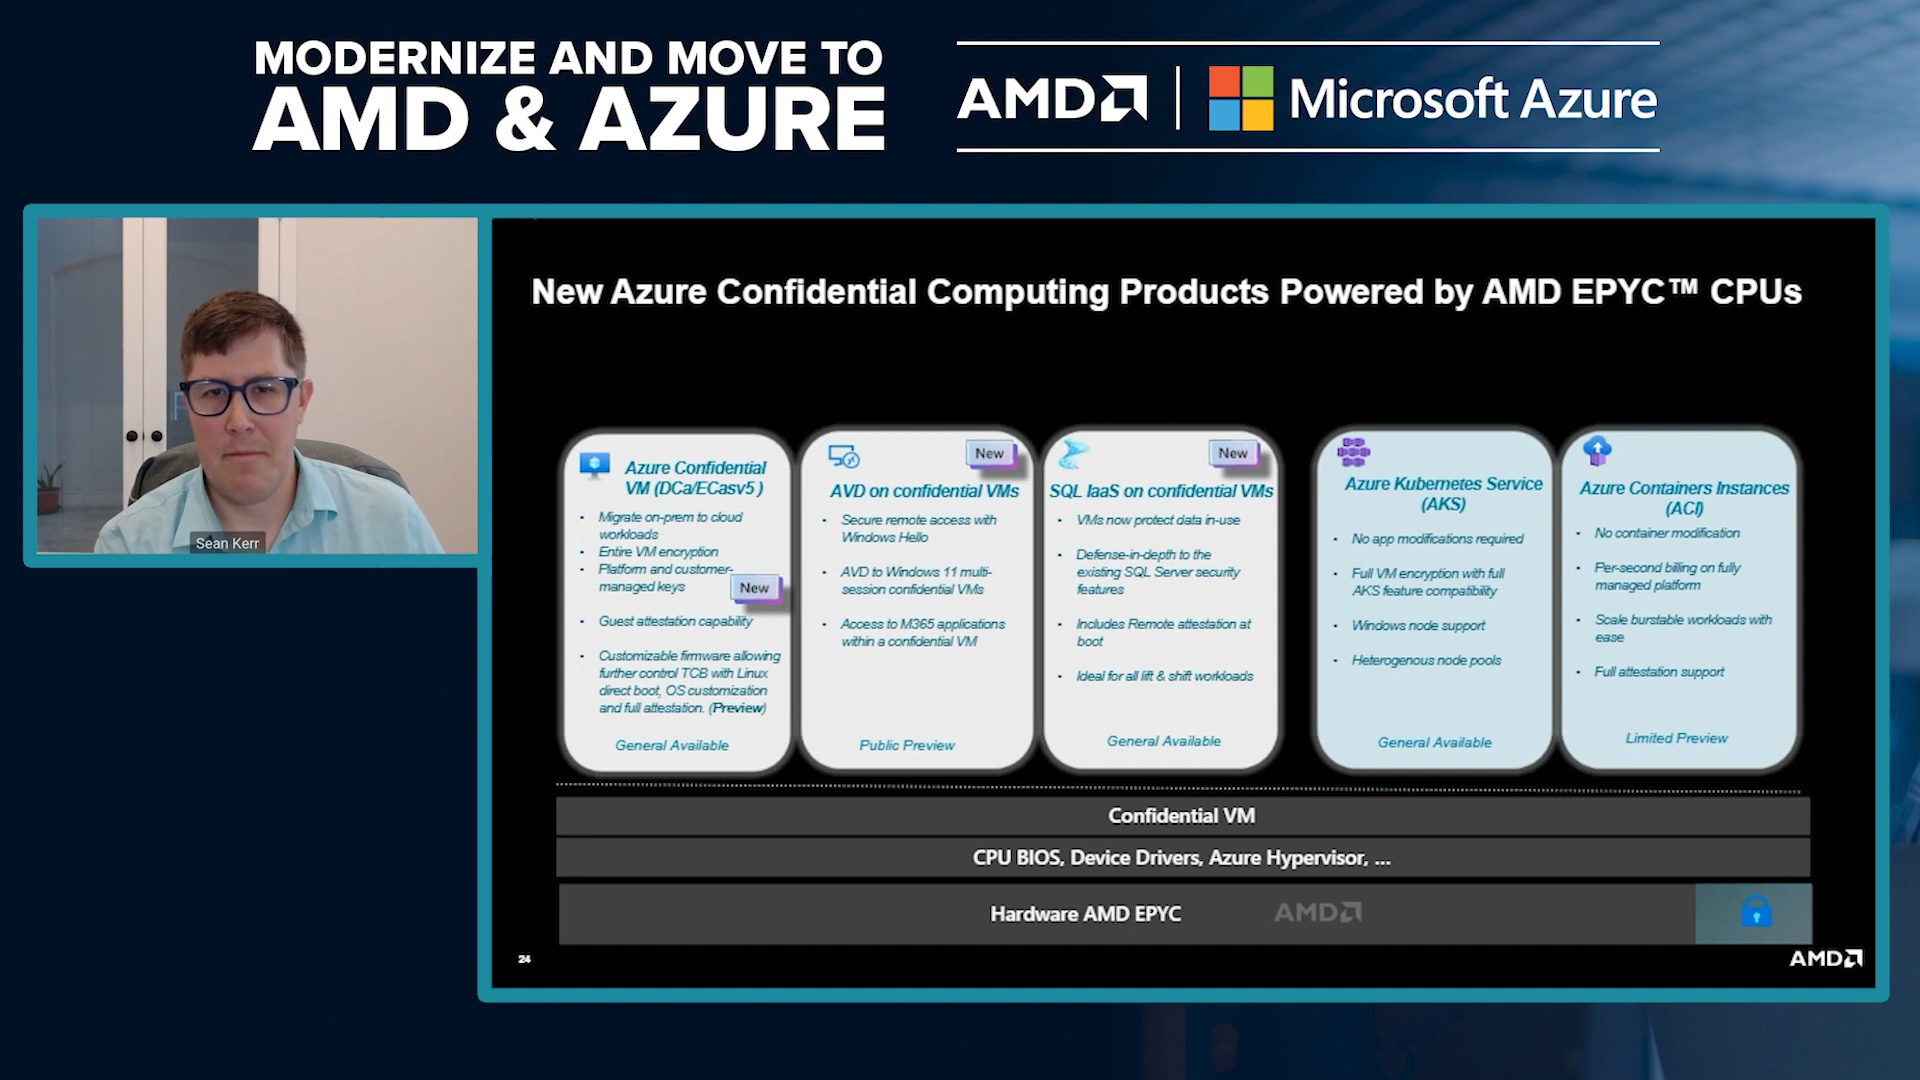 MODERNIZE AND MOVE TO
AMD & AZURE
AMD
Microsoft Azure
Sean Kerr
New Azure Confidential Computing Products Powered by AMD EPYC™ CPUs
Azure Confidential
VM (DCa/ECasv5 )
• Migrate on-prem to cloud
workloads
• Entire VM encryption
• Platform and customer-
managed keys
New
• Guest attestation capability
• Customizable firmware allowing
further control TCB with Linux
direct boot, OS customization
and full attestation. (Preview)
General Available
New
AVD on confidential VMs
• Secure remote access with
Windows Hello
• AVD to Windows 11 multi-
session confidential VMs
• Access to M365 applications
within a confidential VM
Public Preview
New
SQL IaaS on confidential VMs
• VMs now protect data in-use
• Defense-in-depth to the
existing SQL Server security
features
• Includes Remote attestation at
boot
• Ideal for all lift & shift workloads
General Available
Azure Kubernetes Service
(AKS)
• No app modifications required
• Full VM encryption with full
AKS feature compatibility
• Windows node support
• Heterogenous node pools
General Available
Azure Containers Instances
(ACI)
• No container modification
• Per-second billing on fully
managed platform
• Scale burstable workloads with
ease
• Full attestation support
Limited Preview
Confidential VM
CPU BIOS, Device Drivers, Azure Hypervisor, ...
Hardware AMD EPYC
AMD
24
AMD